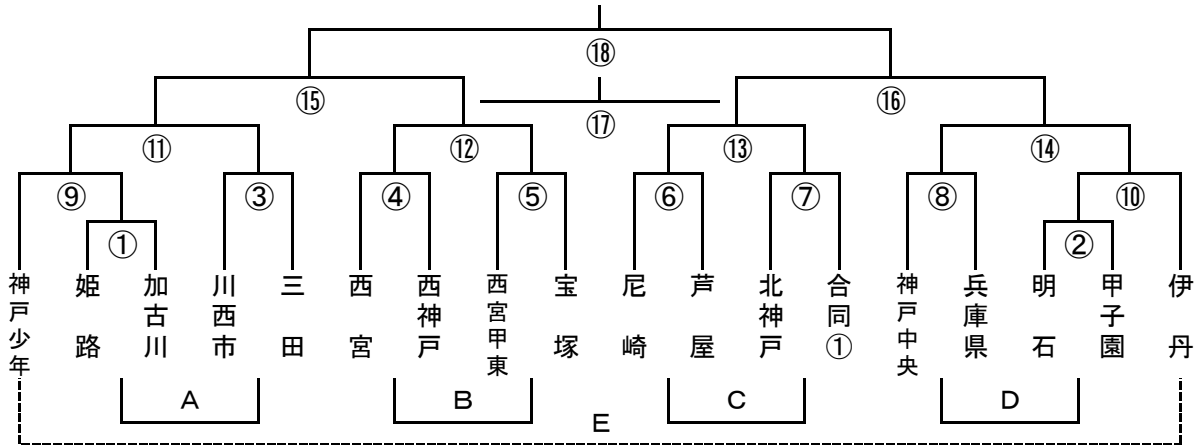 ⑱
⑮ ⑯
⑰
⑪ ⑫ ⑬ ⑭
⑨ ③ ④ ⑤ ⑥ ⑦ ⑧ ⑩
① ②
神戸少年
姫路
加古川
川西市
三田
西宮
西神戸
西宮甲東
宝塚
尼崎
芦屋
北神戸
合同①
神戸中央
兵庫県
明石
甲子園
伊丹
A B C D
E